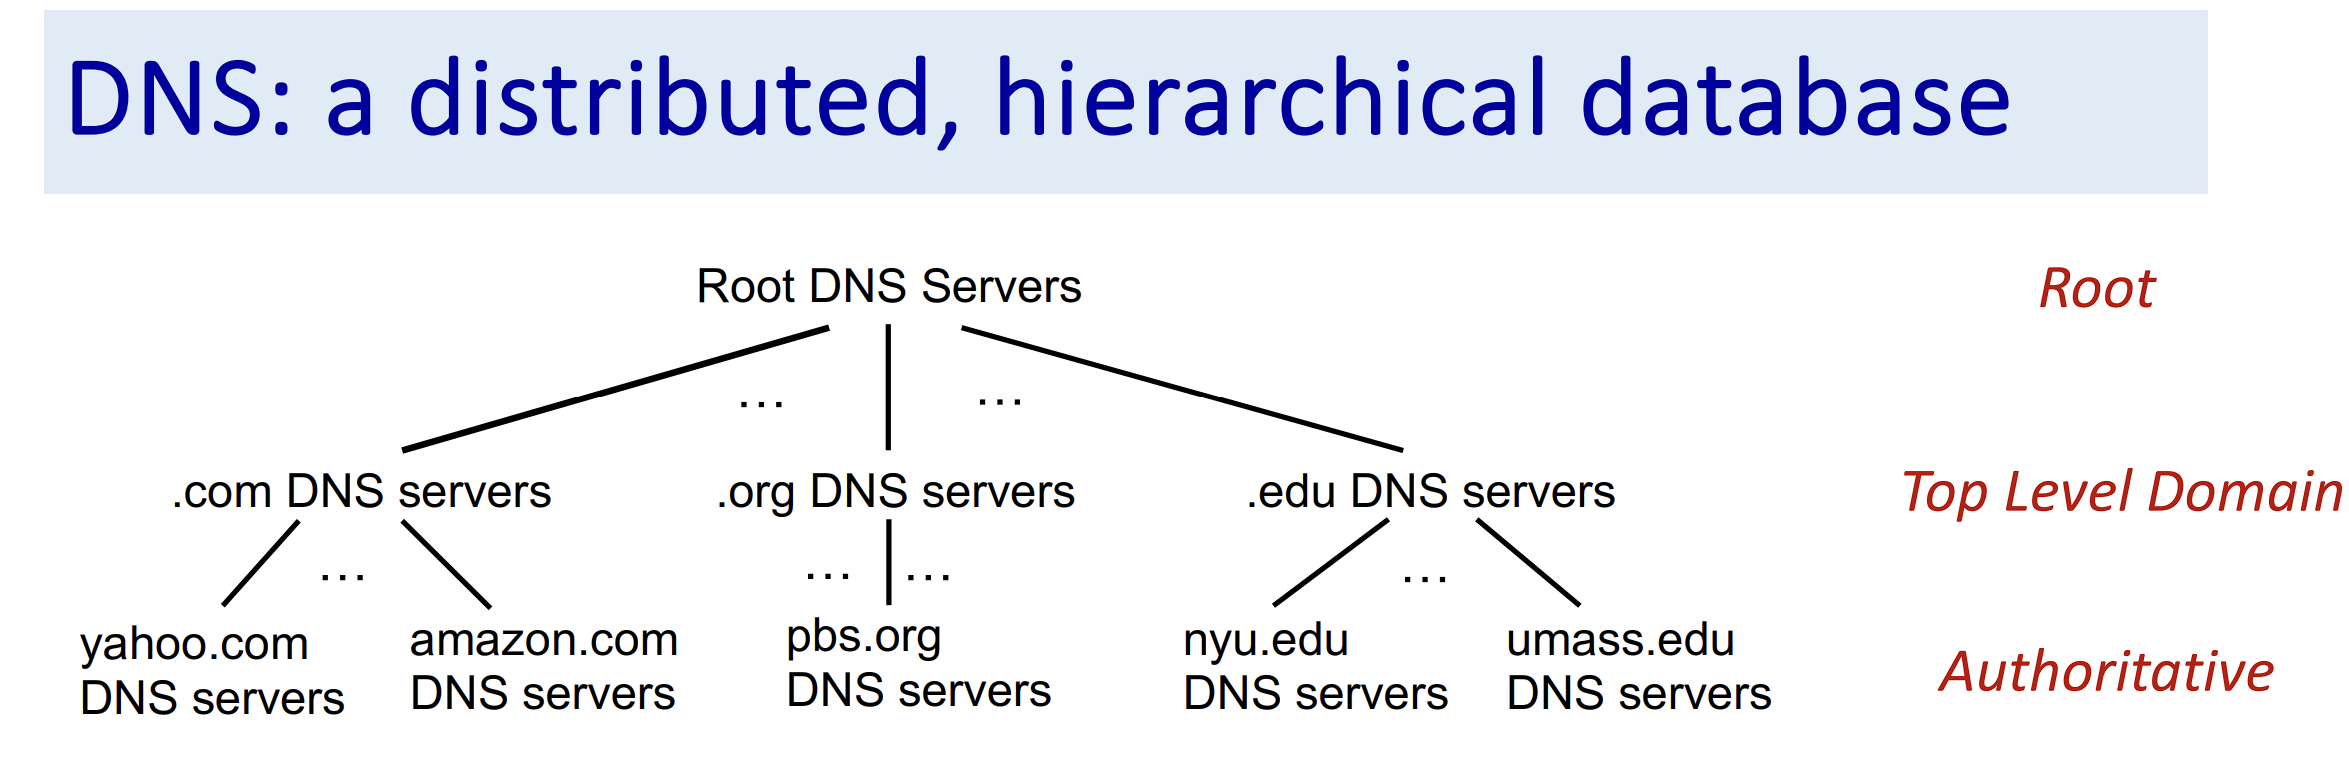 DNS: a distributed, hierarchical database
Root DNS Servers
Root
… …
.com DNS servers
.org DNS servers
.edu DNS servers
Top Level Domain
… … … …
yahoo.com
DNS servers
amazon.com
DNS servers
pbs.org
DNS servers
nyu.edu
DNS servers
umass.edu
DNS servers
Authoritative